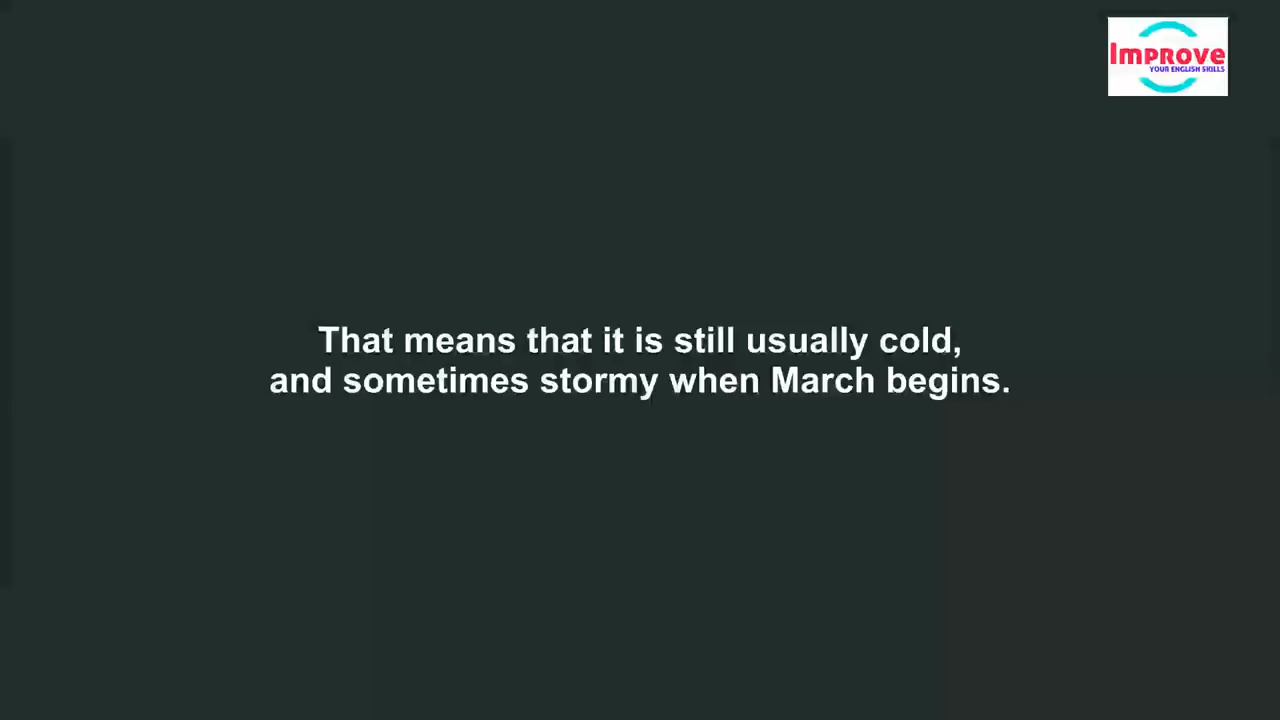 Improve
YOUR ENGLISH SKILLS
That means that it is still usually cold,
and sometimes stormy when March begins.